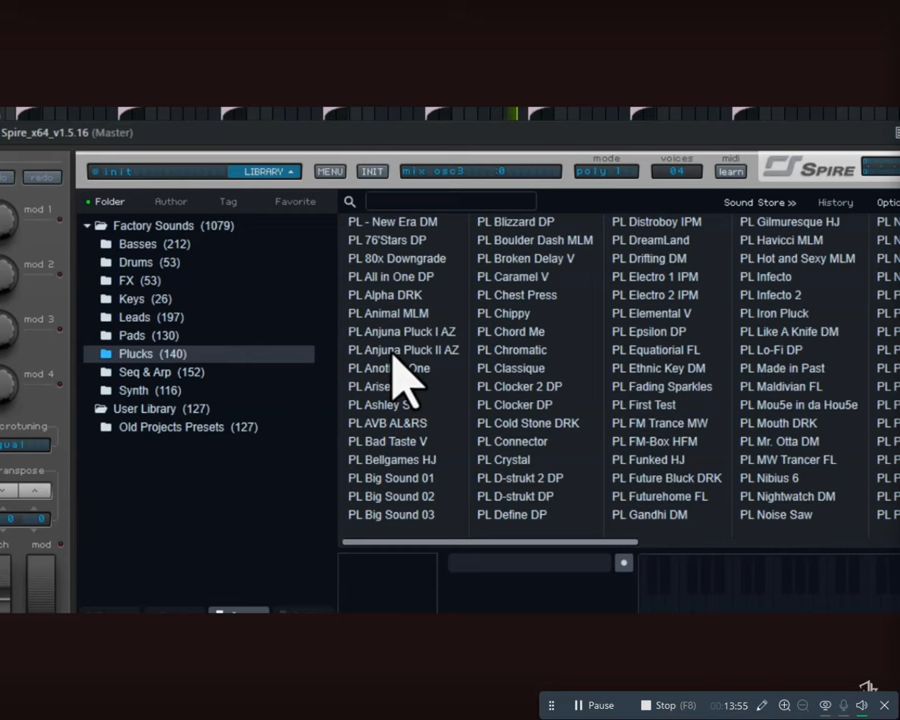 Spire_x64_v1.5.16 (Master)
redo
init
LIBRARY
MENU
INIT
mix osc3 :0
mode
poly 1
voices
04
midi
learn
SPIRE
Folder
Author
Tag
Favorite
Sound Store
History
mod 1
mod 2
mod 3
mod 4
Factory Sounds (1079)
Basses (212)
Drums (53)
FX (53)
Keys (26)
Leads (197)
Pads (130)
Plucks (140)
Seq & Arp (152)
Synth (116)
User Library (127)
Old Projects Presets (127)
PL - New Era DM
PL 76'Stars DP
PL 80x Downgrade
PL All in One DP
PL Alpha DRK
PL Animal MLM
PL Anjuna Pluck I AZ
PL Anjuna Pluck II AZ
PL One
PL Arise
PL Ashley
PL AVB AL&RS
PL Bad Taste V
PL Bellgames HJ
PL Big Sound 01
PL Big Sound 02
PL Big Sound 03
PL Blizzard DP
PL Boulder Dash MLM
PL Broken Delay V
PL Caramel V
PL Chest Press
PL Chippy
PL Chord Me
PL Chromatic
PL Classique
PL Clocker 2 DP
PL Clocker DP
PL Cold Stone DRK
PL Connector
PL Crystal
PL D-strukt 2 DP
PL D-strukt DP
PL Define DP
PL Distroboy IPM
PL DreamLand
PL Drifting DM
PL Electro 1 IPM
PL Electro 2 IPM
PL Elemental V
PL Epsilon DP
PL Equatorial FL
PL Ethnic Key DM
PL Fading Sparkles
PL First Test
PL FM Trance MW
PL FM-Box HFM
PL Funked HJ
PL Future Bluck DRK
PL Futurehome FL
PL Gandhi DM
PL Gilmuresque HJ
PL Havicci MLM
PL Hot and Sexy MLM
PL Infecto
PL Infecto 2
PL Iron Pluck
PL Like A Knife DM
PL Lo-Fi DP
PL Made in Past
PL Maldivian FL
PL Mou5e in da Hou5e
PL Mouth DRK
PL Mr. Otta DM
PL MW Trancer FL
PL Nibius 6
PL Nightwatch DM
PL Noise Saw
crotuning
transpose
0 0
mod
Pause
Stop (F8)
00:13:55